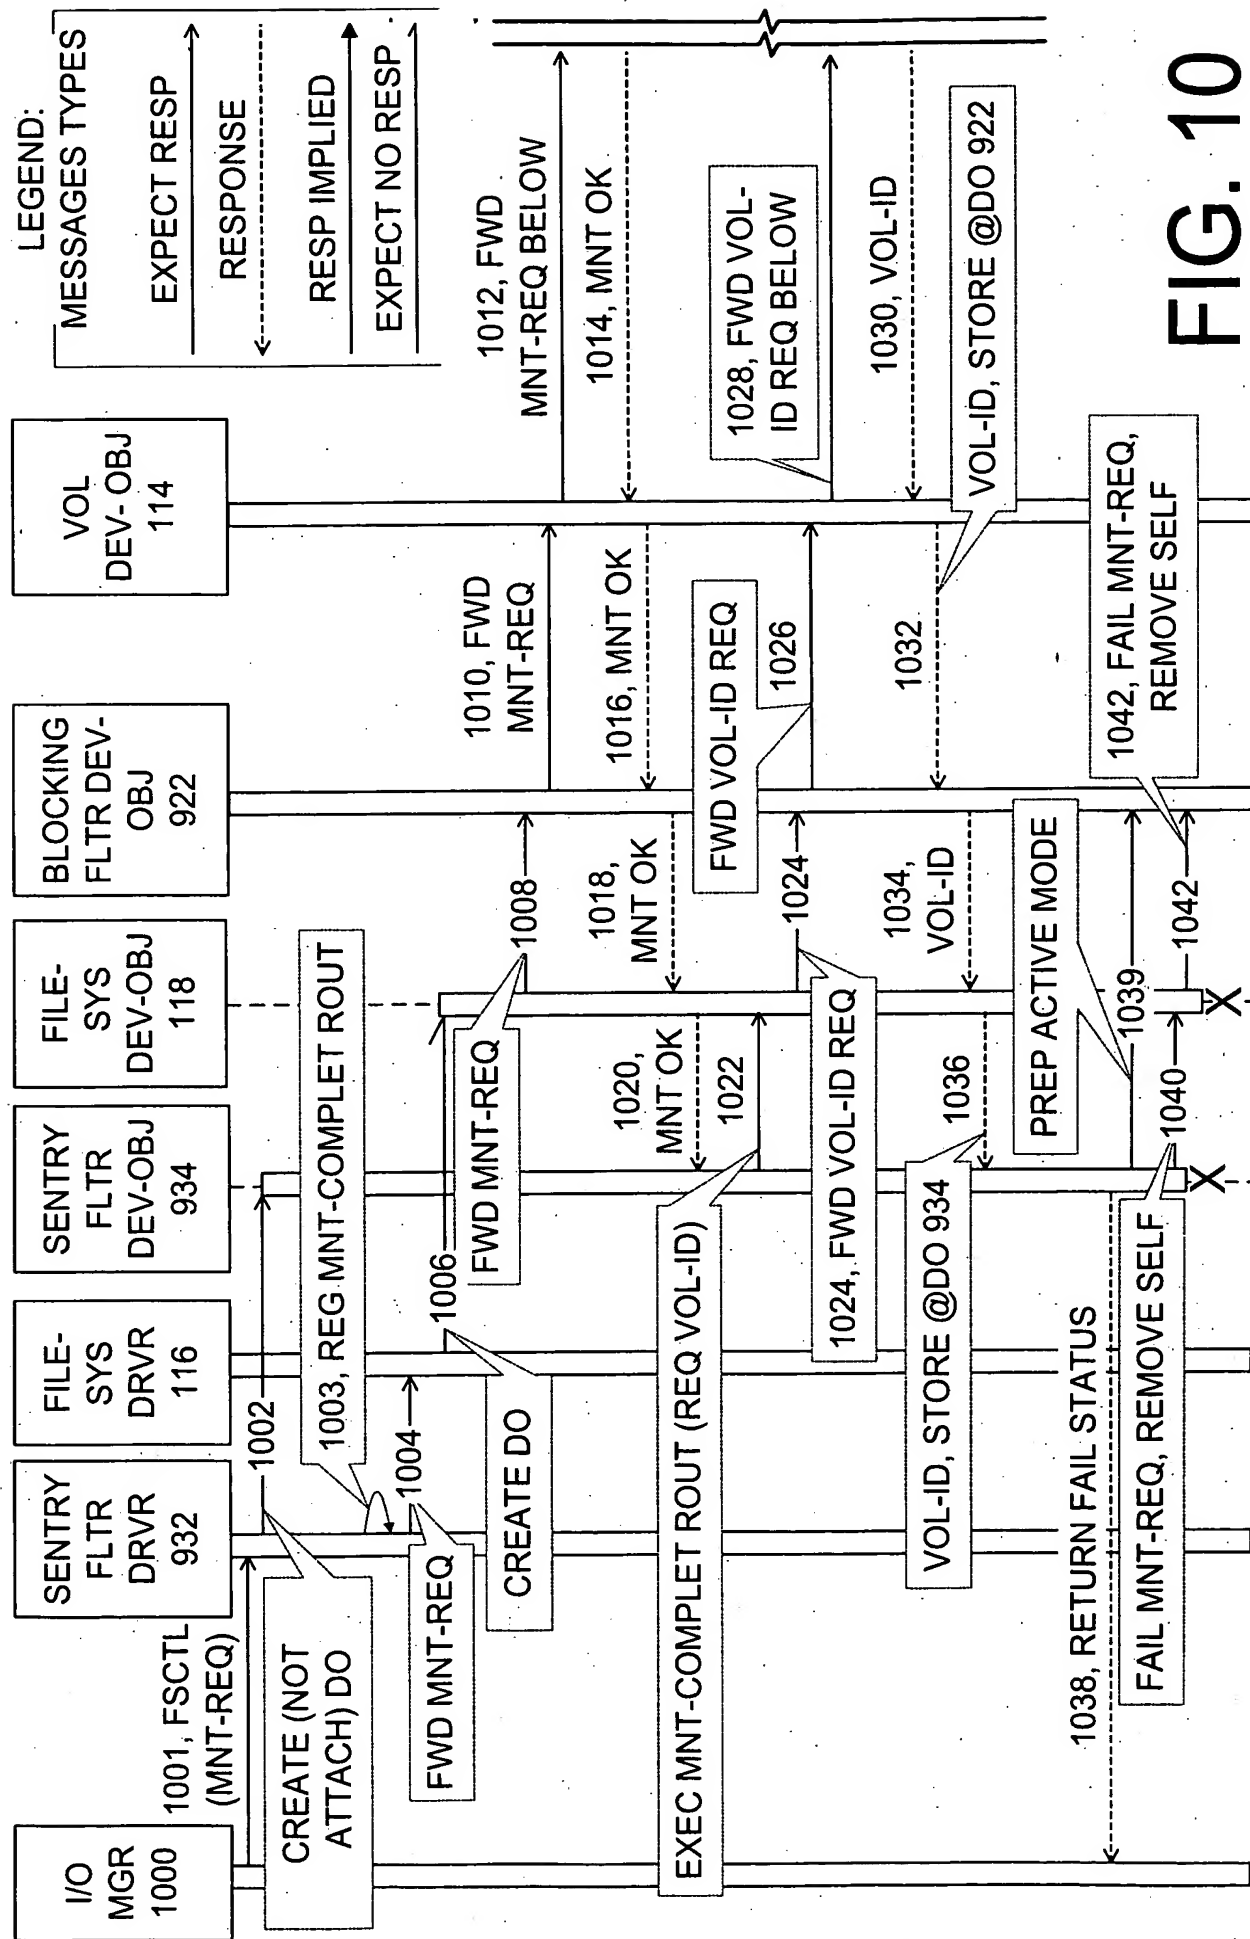 LEGEND:
MESSAGES TYPES
EXPECT RESP
RESPONSE
RESP IMPLIED
EXPECT NO RESP
I/O
MGR
1000
SENTRY
FLTR
DRVR
932
FILE-
SYS
DRVR
116
SENTRY
FLTR
DEV-OBJ
934
FILE-
SYS
DEV-OBJ
118
BLOCKING
FLTR DEV-
OBJ
922
VOL
DEV- OBJ
114
1001, FSCTL
(MNT-REQ)
1002
CREATE (NOT
ATTACH) DO
1003, REG MNT-COMPLET ROUT
1004
FWD MNT-REQ
1006
CREATE DO
FWD MNT-REQ
1008
1010, FWD
MNT-REQ
1012, FWD
MNT-REQ BELOW
1014, MNT OK
1016, MNT OK
1018,
MNT OK
1020,
MNT OK
1022
EXEC MNT-COMPLET ROUT (REQ VOL-ID)
1024
1024, FWD VOL-ID REQ
FWD VOL-ID REQ
1026
1028, FWD VOL-
ID REQ BELOW
1030, VOL-ID
1032
VOL-ID, STORE @DO 922
1034,
VOL-ID
1036
VOL-ID, STORE @DO 934
1038, RETURN FAIL STATUS
PREP ACTIVE MODE
1039
1040
FAIL MNT-REQ, REMOVE SELF
1042
1042, FAIL MNT-REQ,
REMOVE SELF
X
X
FIG. 10